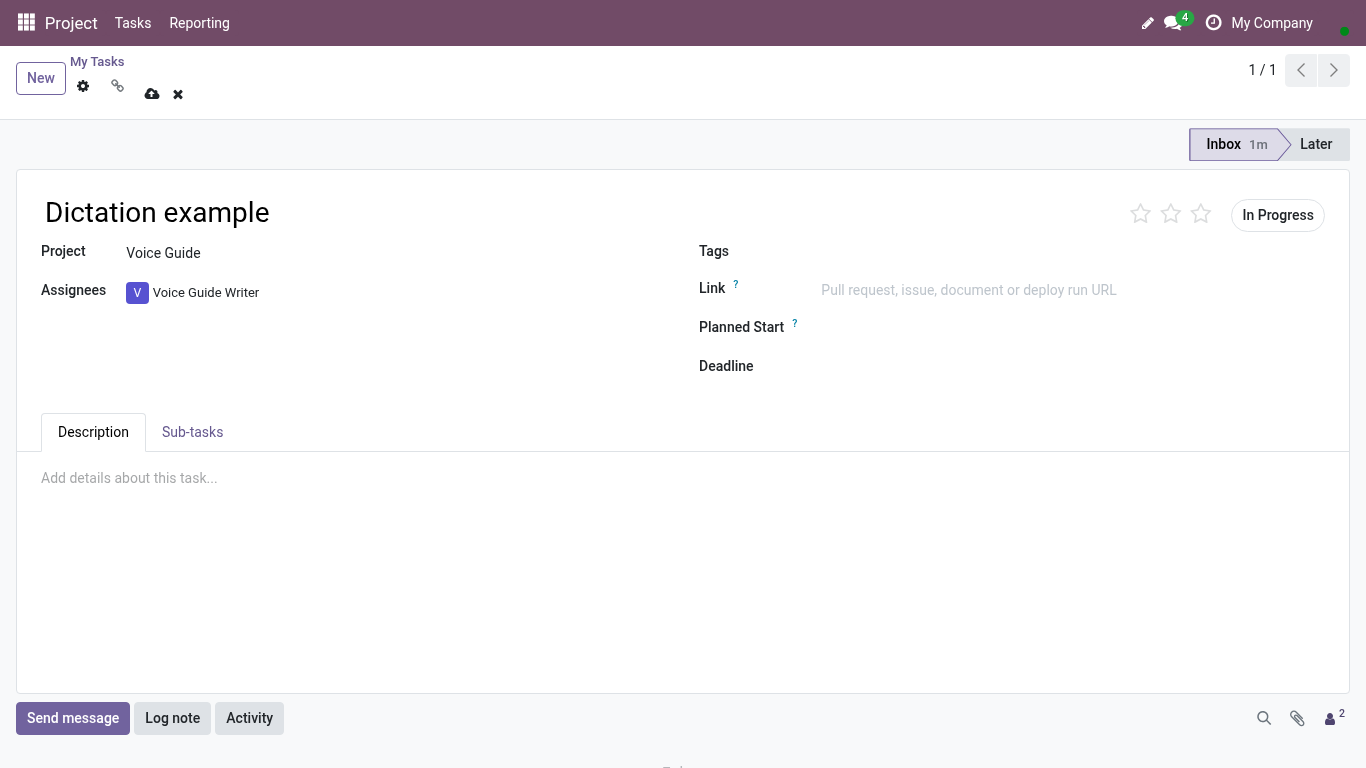 Project Tasks Reporting 4 My Company
New My Tasks 1 / 1
Inbox 1m Later
Dictation example In Progress
Project Voice Guide
Assignees V Voice Guide Writer
Tags
Link ? Pull request, issue, document or deploy run URL
Planned Start ?
Deadline
Description Sub-tasks
Add details about this task...
Send message Log note Activity 2